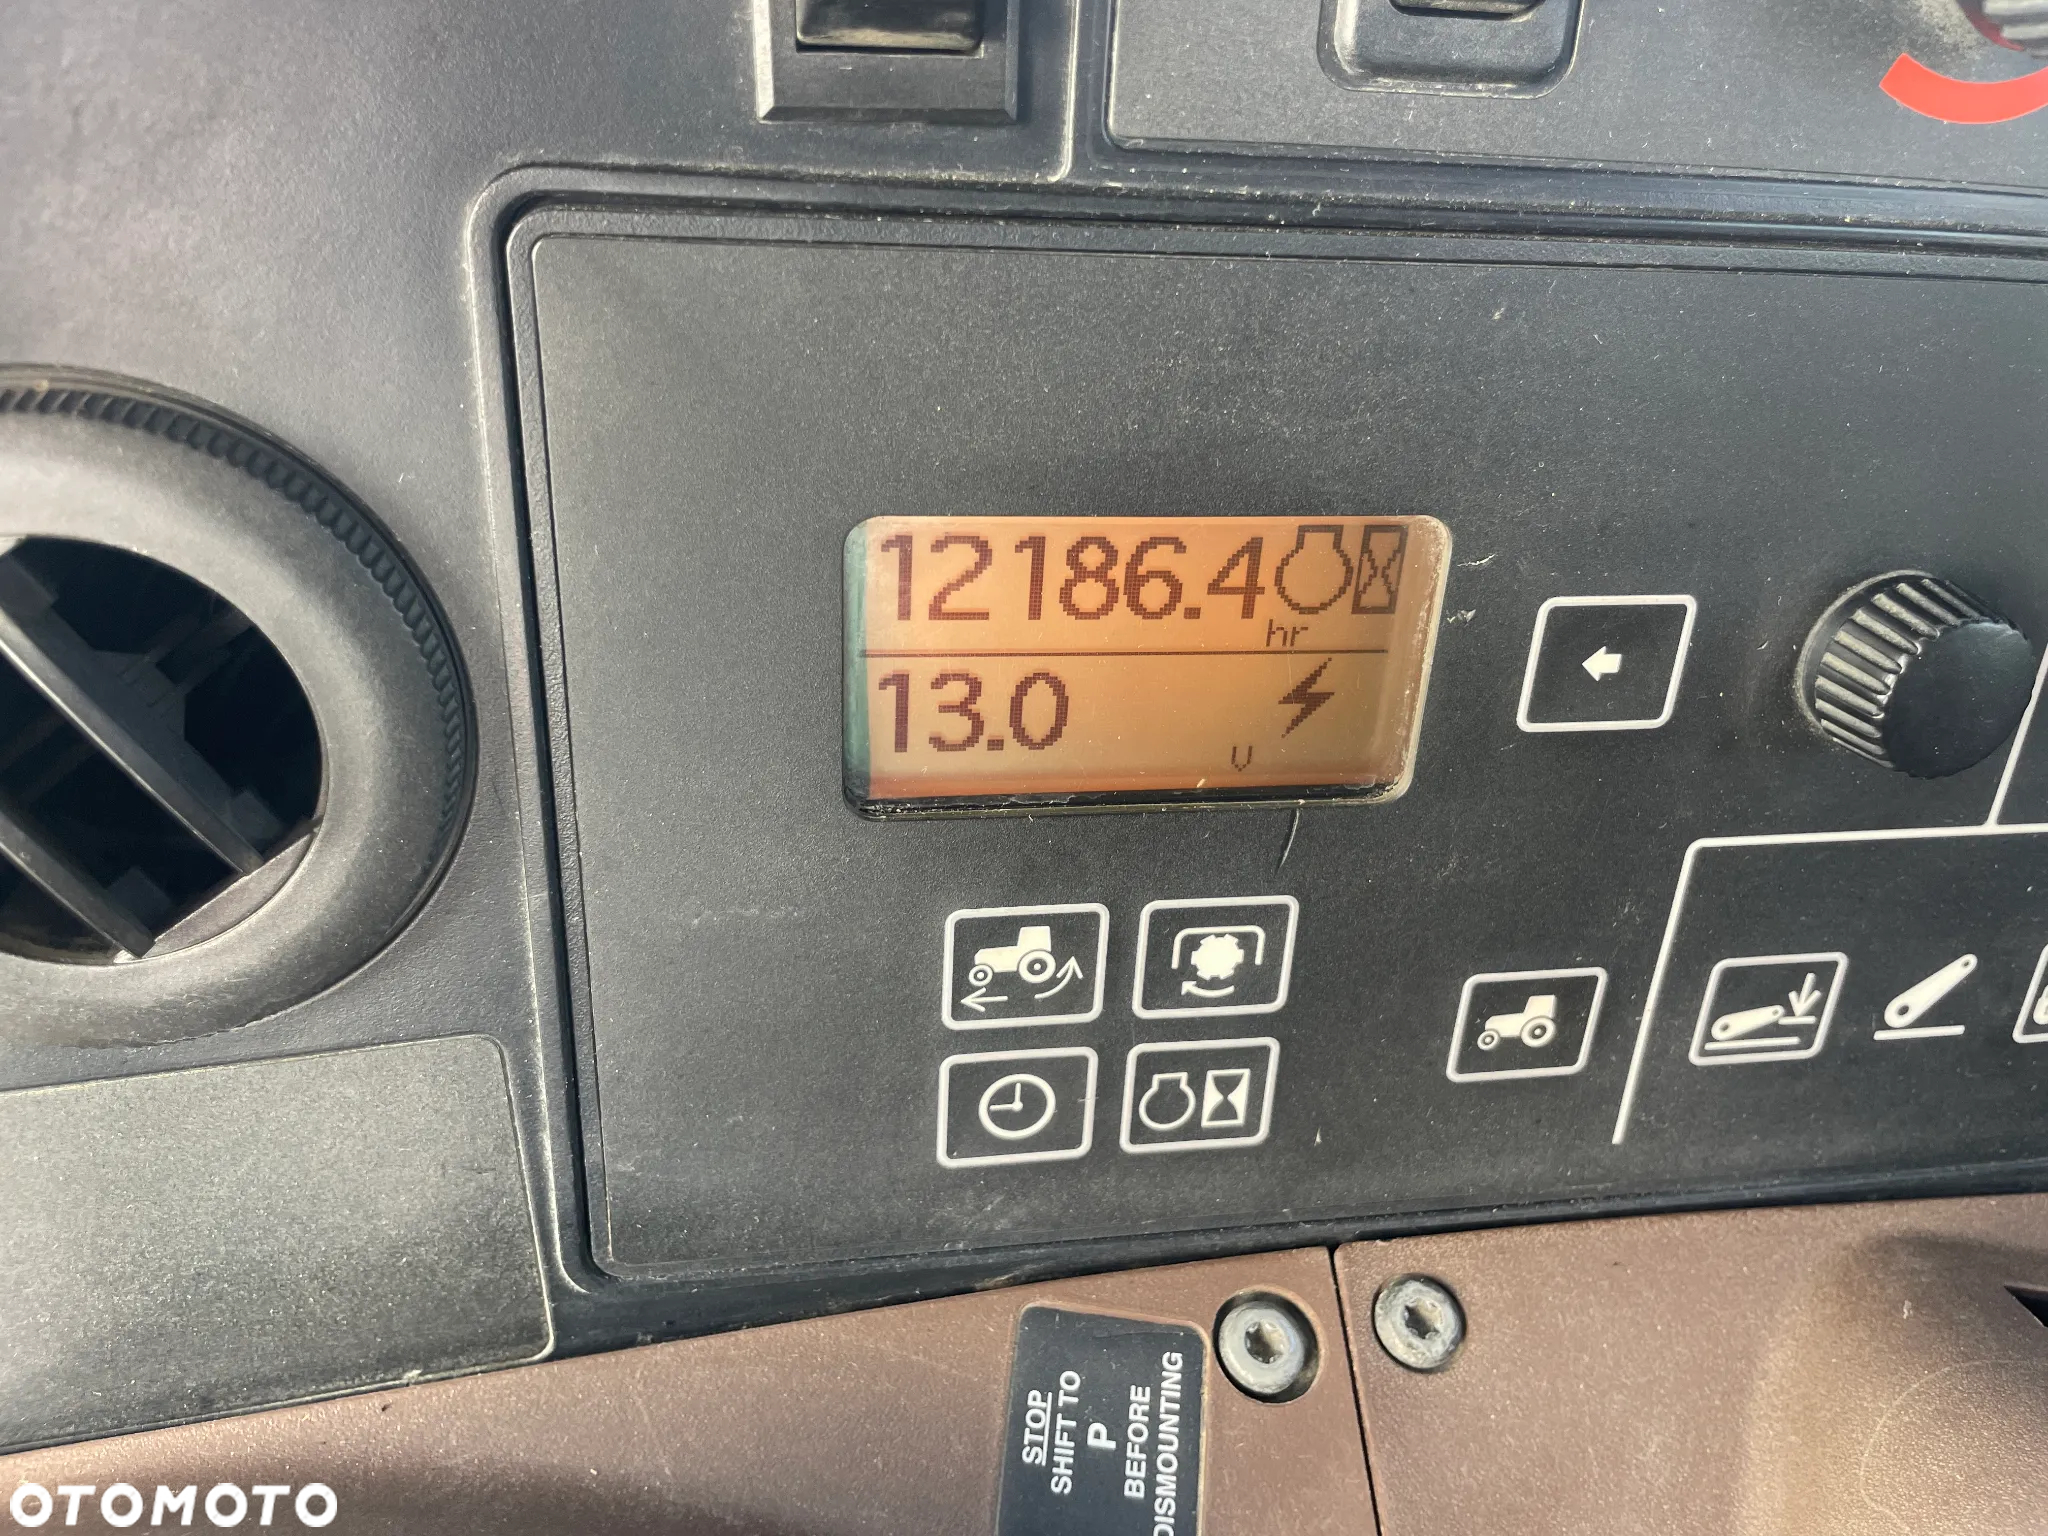 12186.4
hr
13.0
V
STOP
SHIFT TO
P
BEFORE
DISMOUNTING
OTOMOTO